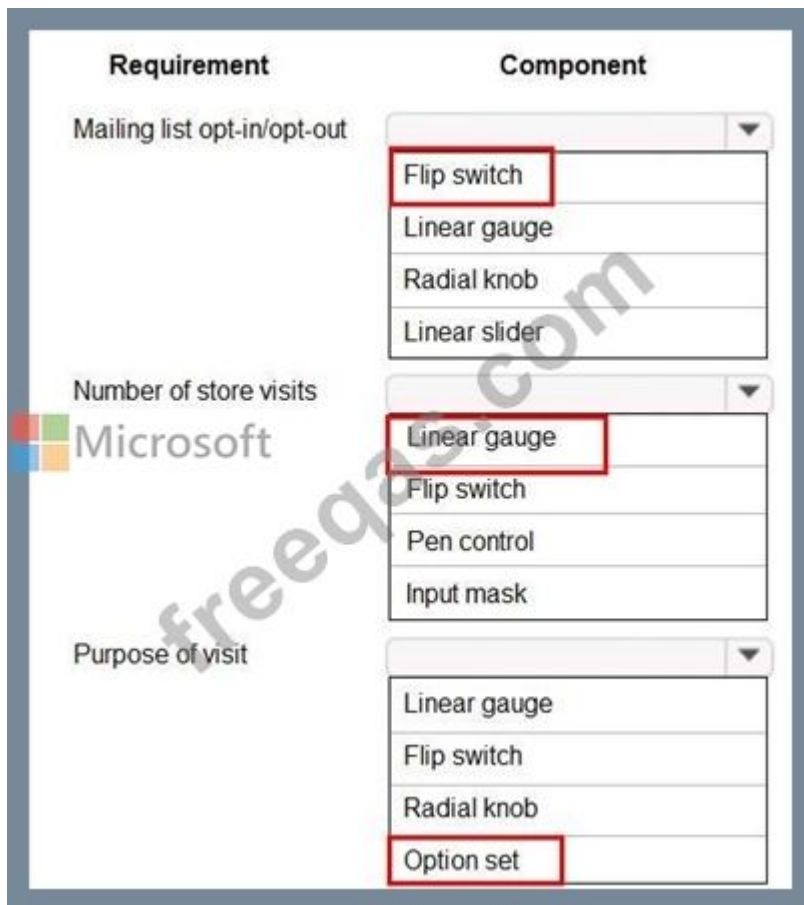 Requirement Component
Mailing list opt-in/opt-out
Flip switch
Linear gauge
Radial knob
Linear slider
Number of store visits
Microsoft
Linear gauge
Flip switch
Pen control
Input mask
Purpose of visit
Linear gauge
Flip switch
Radial knob
Option set
freeqas.com